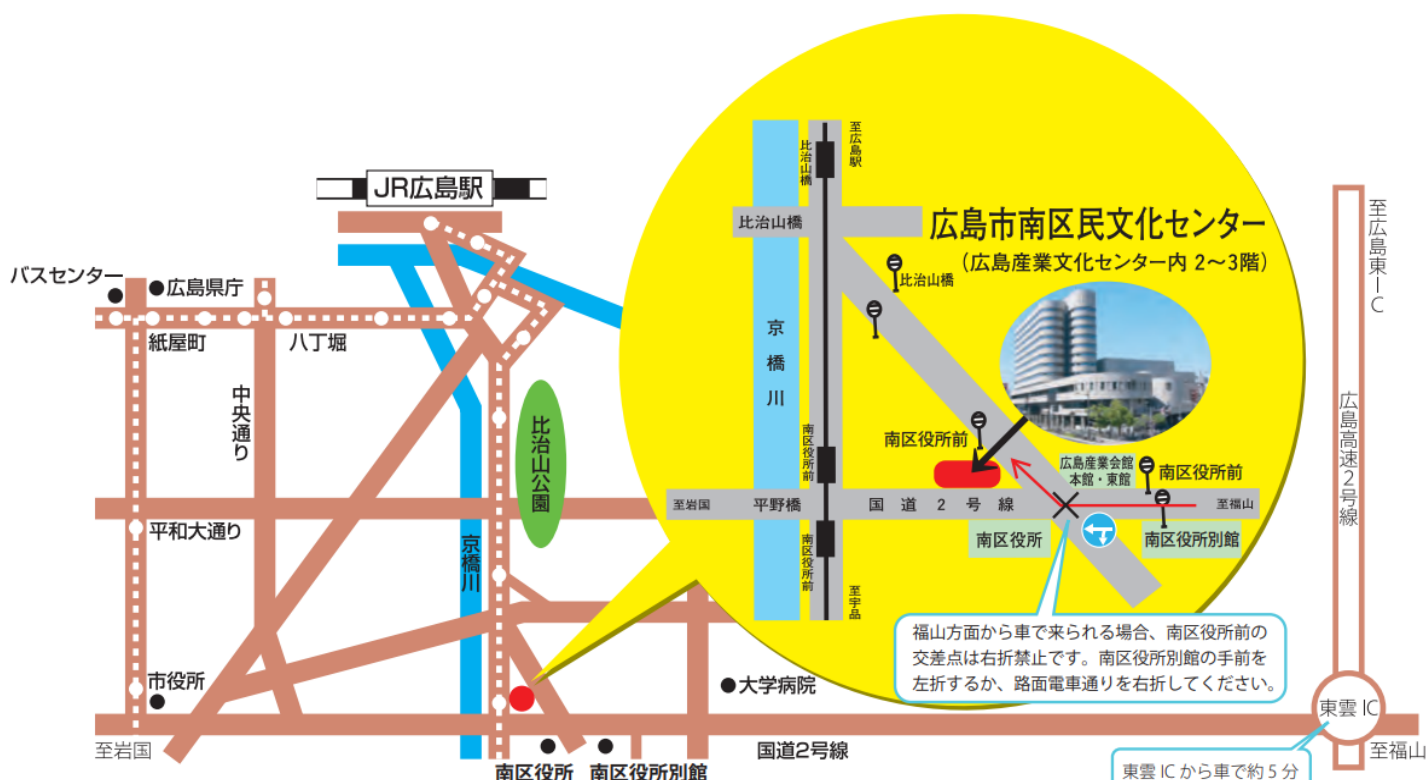 JR広島駅
バスセンター
広島県庁
紙屋町
八丁堀
中央通り
比治山公園
平和大通り
京橋川
市役所
大学病院
至岩国
国道2号線
南区役所
南区役所別館
至広島駅
比治山橋
比治山橋
広島市南区民文化センター
(広島産業文化センター内 2~3階)
比治山橋
京橋川
南区役所前
南区役所前
広島産業会館
本館・東館
南区役所前
至岩国
平野橋
国道2号線
至福山
南区役所
南区役所別館
南区役所前
至宇品
福山方面から車で来られる場合、南区役所前の
交差点は右折禁止です。南区役所別館の手前を
左折するか、路面電車通りを右折してください。
至広島東IC
広島高速2号線
東雲 IC
至福山
東雲 IC から車で約 5 分